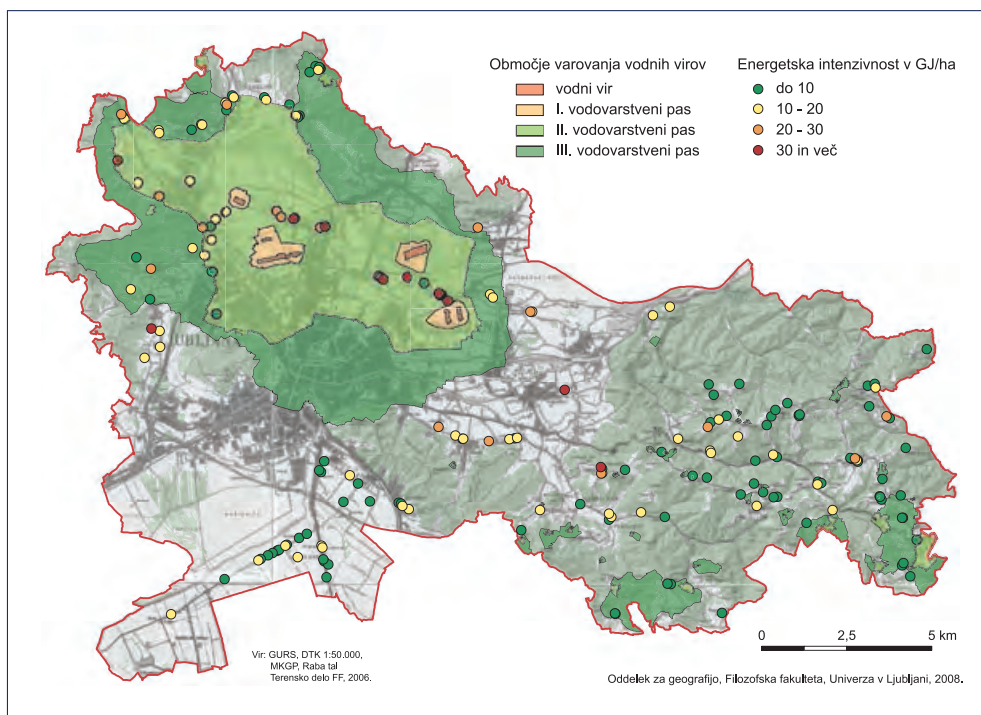 Območje varovanja vodnih virov
vodni vir
I. vodovarstveni pas
II. vodovarstveni pas
III. vodovarstveni pas
Energetska intenzivnost v GJ/ha
do 10
10 - 20
20 - 30
30 in več
0 2,5 5 km
Vir: GURS, DTK 1:50.000,
MKGP, Raba tal
Terensko delo FF, 2006.
Oddelek za geografijo, Filozofska fakulteta, Univerza v Ljubljani, 2008.